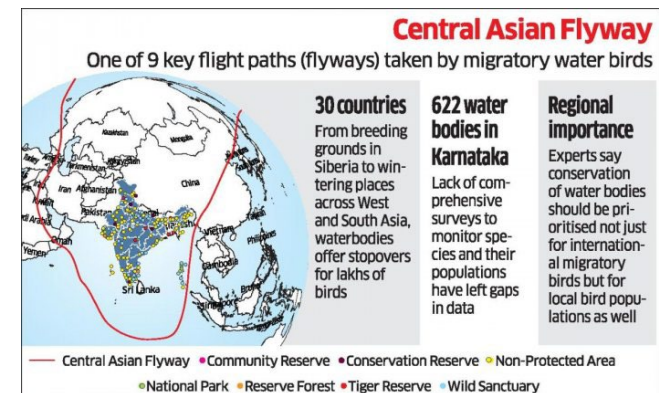 Central Asian Flyway
One of 9 key flight paths (flyways) taken by migratory water birds
30 countries
From breeding
grounds in
Siberia to win-
tering places
across West
and South Asia,
waterbodies
offer stopovers
for lakhs of
birds
622 water
bodies in
Karnataka
Lack of com-
prehensive
surveys to
monitor spe-
cies and their
populations
have left gaps
in data
Regional
importance
Experts say
conservation
of water bodies
should be pri-
oritised not just
for internation-
al migratory
birds but for
local bird popu-
lations as well
Kazakhstan
Mongolia
China
Iran
Afghanistan
Pakistan
Oman
Yemen
Vietnam
Philippines
Cambodia
Sri Lanka
Central Asian Flyway
Community Reserve
Conservation Reserve
Non-Protected Area
National Park
Reserve Forest
Tiger Reserve
Wild Sanctuary